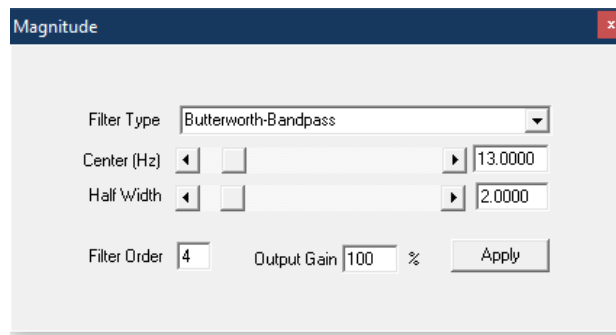 Magnitude
x
Filter Type Butterworth-Bandpass
Center (Hz) 13.0000
Half Width 2.0000
Filter Order 4 Output Gain 100 % Apply